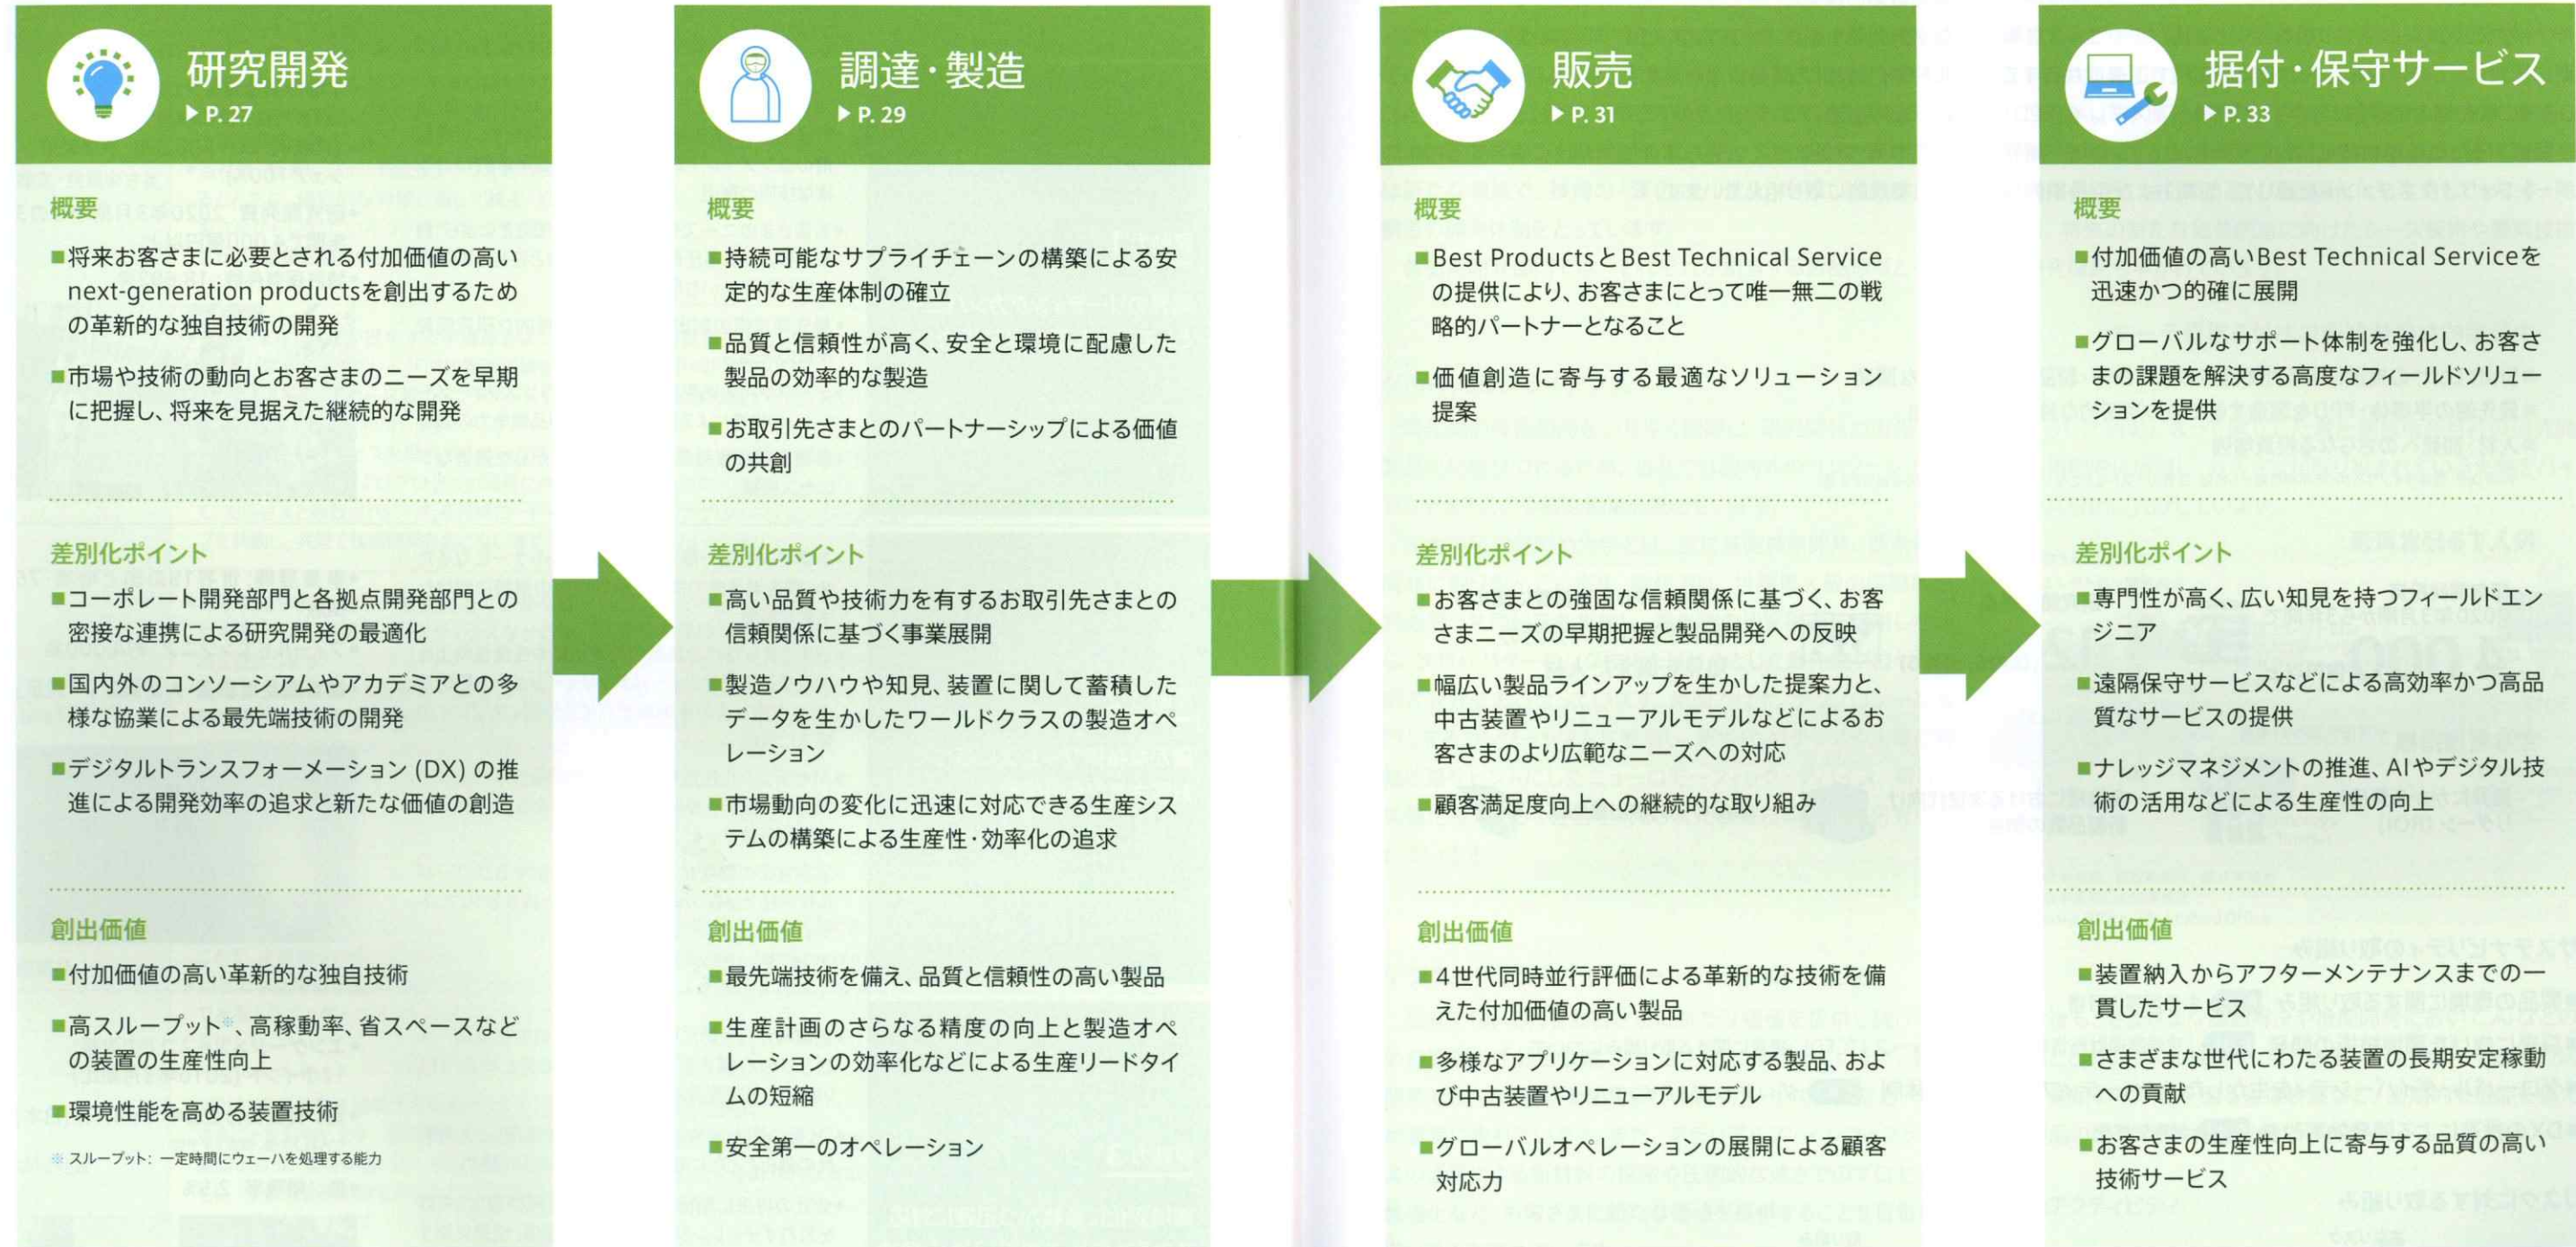 研究開発
▶P. 27
概要
■将来お客さまに必要とされる付加価値の高い
next-generation productsを創出するため
の革新的な独自技術の開発
■市場や技術の動向とお客さまのニーズを早期
に把握し、将来を見据えた継続的な開発
差別化ポイント
■コーポレート開発部門と各拠点開発部門との
密接な連携による研究開発の最適化
■国内外のコンソーシアムやアカデミアとの多
様な協業による最先端技術の開発
■デジタルトランスフォーメーション (DX) の推
進による開発効率の追求と新たな価値の創造
創出価値
■付加価値の高い革新的な独自技術
■高スループット※、高稼動率、省スペースなど
の装置の生産性向上
■環境性能を高める装置技術
※ スループット: 一定時間にウェーハを処理する能力
調達・製造
▶P. 29
概要
■持続可能なサプライチェーンの構築による安
定的な生産体制の確立
■品質と信頼性が高く、安全と環境に配慮した
製品の効率的な製造
■お取引先さまとのパートナーシップによる価値
の共創
差別化ポイント
■高い品質や技術力を有するお取引先さまとの
信頼関係に基づく事業展開
■製造ノウハウや知見、装置に関して蓄積した
データを生かしたワールドクラスの製造オペ
レーション
■市場動向の変化に迅速に対応できる生産シス
テムの構築による生産性・効率化の追求
創出価値
■最先端技術を備え、品質と信頼性の高い製品
■生産計画のさらなる精度の向上と製造オペ
レーションの効率化などによる生産リードタイ
ムの短縮
■安全第一のオペレーション
販売
▶P. 31
概要
■Best ProductsとBest Technical Service
の提供により、お客さまにとって唯一無二の戦
略的パートナーとなること
■価値創造に寄与する最適なソリューション
提案
差別化ポイント
■お客さまとの強固な信頼関係に基づく、お客
さまニーズの早期把握と製品開発への反映
■幅広い製品ラインアップを生かした提案力と、
中古装置やリニューアルモデルなどによるお
客さまのより広範なニーズへの対応
■顧客満足度向上への継続的な取り組み
創出価値
■4世代同時並行評価による革新的な技術を備
えた付加価値の高い製品
■多様なアプリケーションに対応する製品、およ
び中古装置やリニューアルモデル
■グローバルオペレーションの展開による顧客
対応力
据付・保守サービス
▶P. 33
概要
■付加価値の高いBest Technical Serviceを
迅速かつ的確に展開
■グローバルなサポート体制を強化し、お客さ
まの課題を解決する高度なフィールドソリュー
ションを提供
差別化ポイント
■専門性が高く、広い知見を持つフィールドエン
ジニア
■遠隔保守サービスなどによる高効率かつ高品
質なサービスの提供
■ナレッジマネジメントの推進、AIやデジタル技
術の活用などによる生産性の向上
創出価値
■装置納入からアフターメンテナンスまでの一
貫したサービス
■さまざまな世代にわたる装置の長期安定稼動
への貢献
■お客さまの生産性向上に寄与する品質の高い
技術サービス